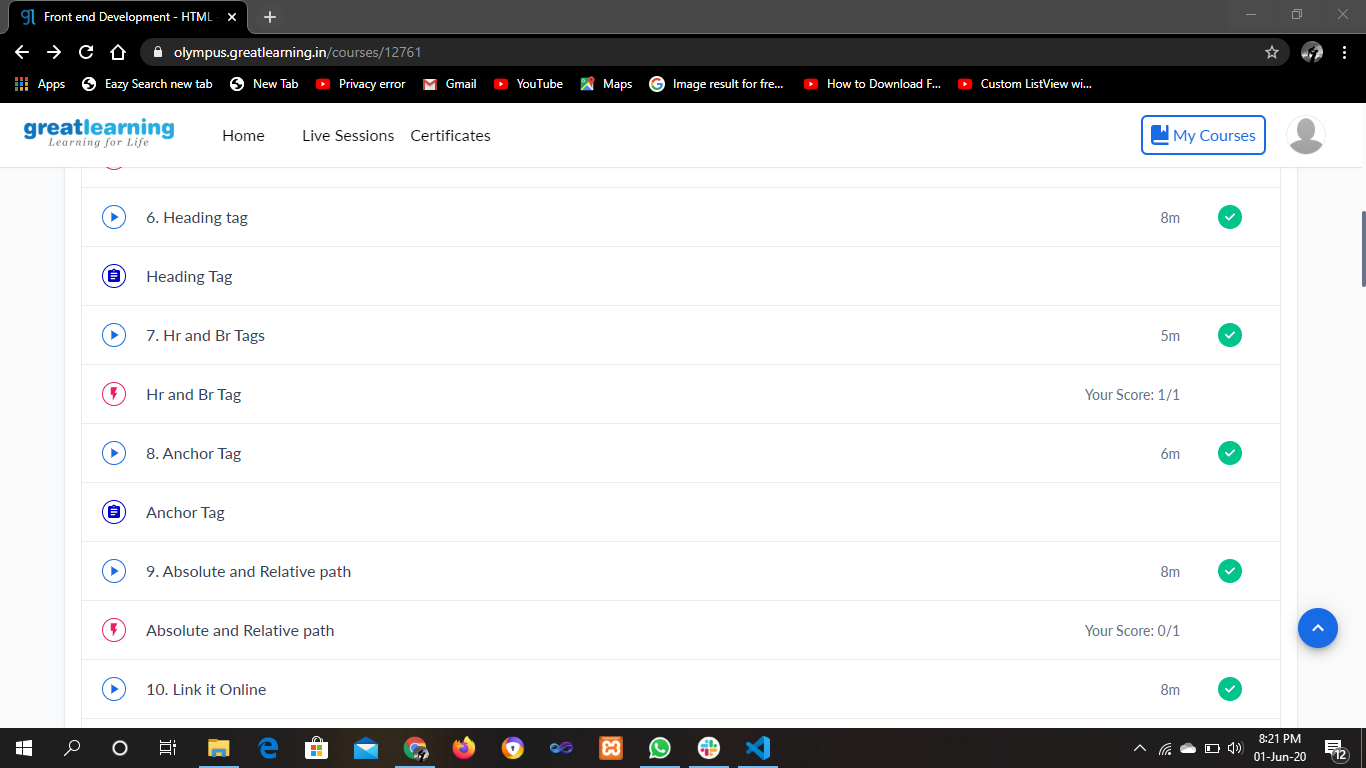 Front end Development - HTML
olympus.greatlearning.in/courses/12761
Apps Eazy Search new tab New Tab Privacy error Gmail YouTube Maps Image result for fre... How to Download F... Custom ListView wi...
greatlearning
Learning for Life
Home Live Sessions Certificates My Courses
6. Heading tag 8m
Heading Tag
7. Hr and Br Tags 5m
Hr and Br Tag Your Score: 1/1
8. Anchor Tag 6m
Anchor Tag
9. Absolute and Relative path 8m
Absolute and Relative path Your Score: 0/1
10. Link it Online 8m
8:21 PM
01-Jun-20
12